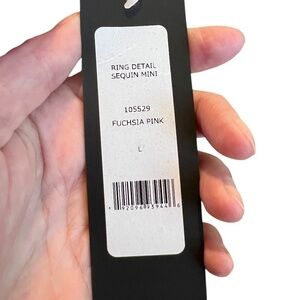 RING DETAIL
SEQUIN MINI
105529
FUCHSIA PINK
L